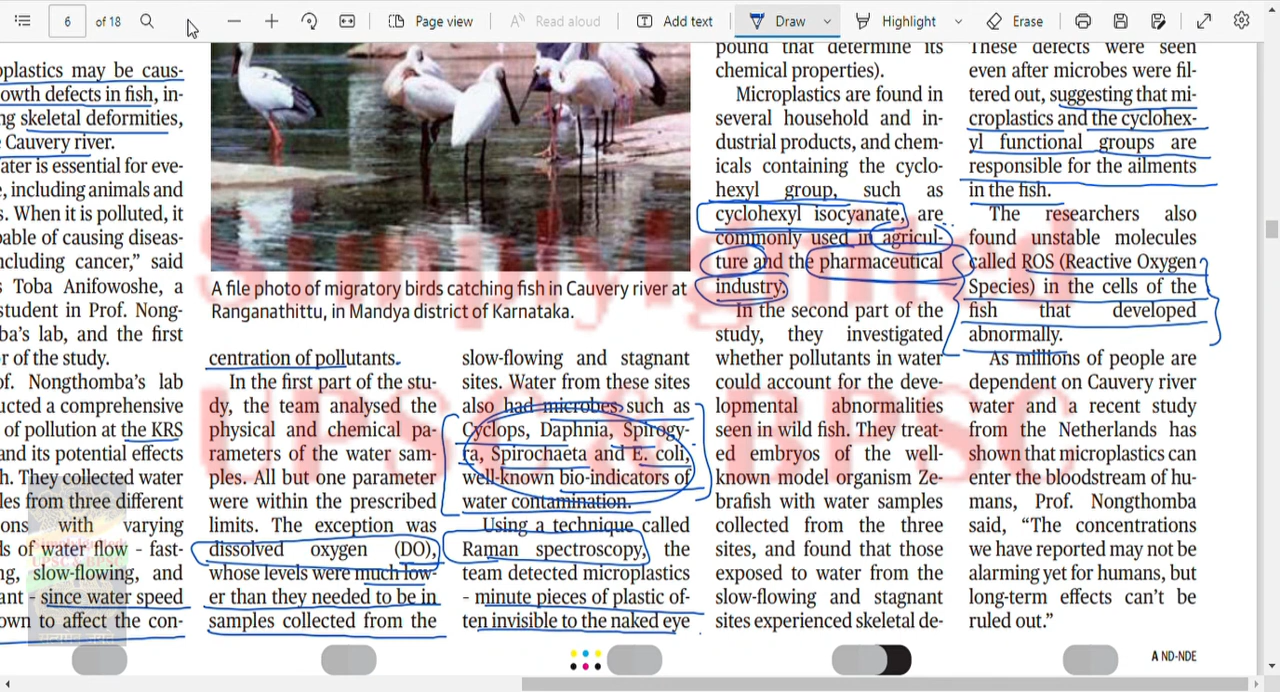 6 of 18 Page view Read aloud Add text Draw Highlight Erase
oplastics may be caus-
owth defects in fish, in-
ng skeletal deformities,
Cauvery river.
ater is essential for eve-
e, including animals and
s. When it is polluted, it
pable of causing diseas-
ncluding cancer,” said
s Toba Anifowoshe, a
student in Prof. Nong-
ba’s lab, and the first
r of the study.
of. Nongthomba’s lab
ucted a comprehensive
of pollution at the KRS
and its potential effects
h. They collected water
les from three different
ons with varying
ds of water flow - fast-
ng, slow-flowing, and
ant - since water speed
own to affect the con-
A file photo of migratory birds catching fish in Cauvery river at
Ranganathittu, in Mandya district of Karnataka.
centration of pollutants.
In the first part of the stu-
dy, the team analysed the
physical and chemical pa-
rameters of the water sam-
ples. All but one parameter
were within the prescribed
limits. The exception was
dissolved oxygen (DO),
whose levels were much low-
er than they needed to be in
samples collected from the
slow-flowing and stagnant
sites. Water from these sites
also had microbes such as
Cyclops, Daphnia, Spirogy-
ra, Spirochaeta and E. coli,
well-known bio-indicators of
water contamination.
Using a technique called
Raman spectroscopy, the
team detected microplastics
- minute pieces of plastic of-
ten invisible to the naked eye
pound that determine its
chemical properties).
Microplastics are found in
several household and in-
dustrial products, and chem-
icals containing the cyclo-
hexyl group, such as
cyclohexyl isocyanate, are
commonly used in agricul-
ture and the pharmaceutical
industry.
In the second part of the
study, they investigated
whether pollutants in water
could account for the deve-
lopmental abnormalities
seen in wild fish. They treat-
ed embryos of the well-
known model organism Ze-
brafish with water samples
collected from the three
sites, and found that those
exposed to water from the
slow-flowing and stagnant
sites experienced skeletal de-
These defects were seen
even after microbes were fil-
tered out, suggesting that mi-
croplastics and the cyclohex-
yl functional groups are
responsible for the ailments
in the fish.
The researchers also
found unstable molecules
called ROS (Reactive Oxygen
Species) in the cells of the
fish that developed
abnormally.
As millions of people are
dependent on Cauvery river
water and a recent study
from the Netherlands has
shown that microplastics can
enter the bloodstream of hu-
mans, Prof. Nongthomba
said, “The concentrations
we have reported may not be
alarming yet for humans, but
long-term effects can’t be
ruled out.”
A ND-NDE
UPSC & BPSC